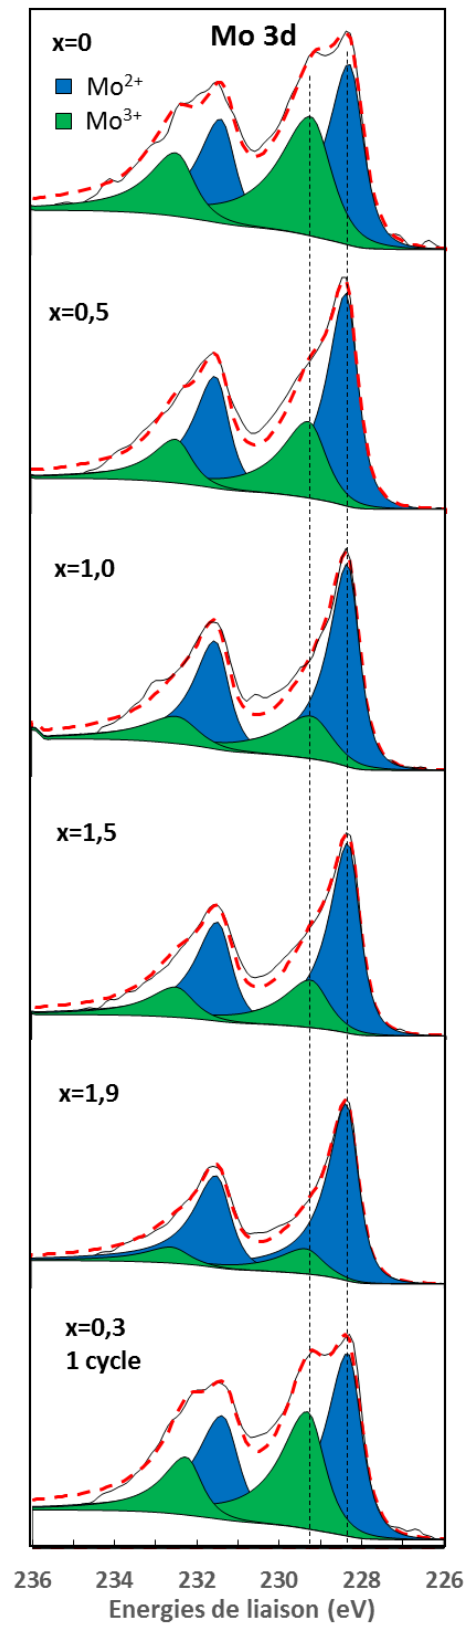 Mo 3d
x=0
Mo²⁺
Mo³⁺
x=0,5
x=1,0
x=1,5
x=1,9
x=0,3
1 cycle
236 234 232 230 228 226
Energies de liaison (eV)